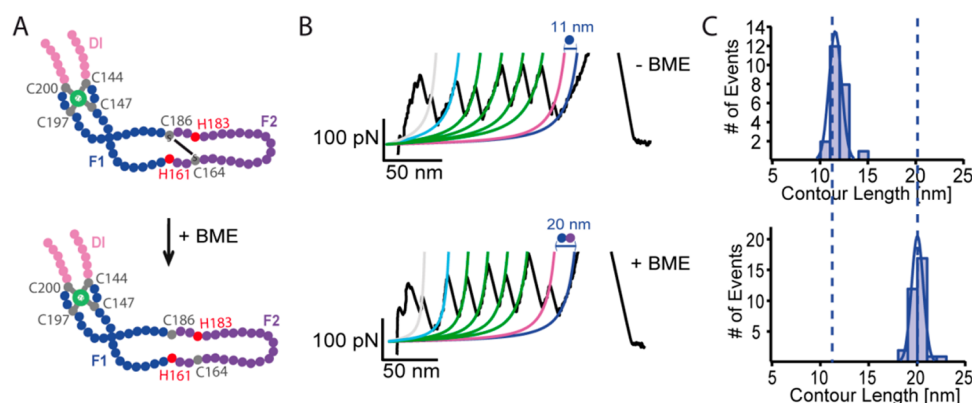 A
DI
C200
C144
C147
C197
C186
H183
F2
F1
H161
C164
+ BME
DI
C200
C144
C147
C197
C186
H183
F2
F1
H161
C164
B
11 nm
- BME
100 pN
50 nm
20 nm
+ BME
100 pN
50 nm
C
# of Events
14
12
10
8
6
4
2
5 10 15 20 25
Contour Length [nm]
# of Events
20
15
10
5
5 10 15 20 25
Contour Length [nm]